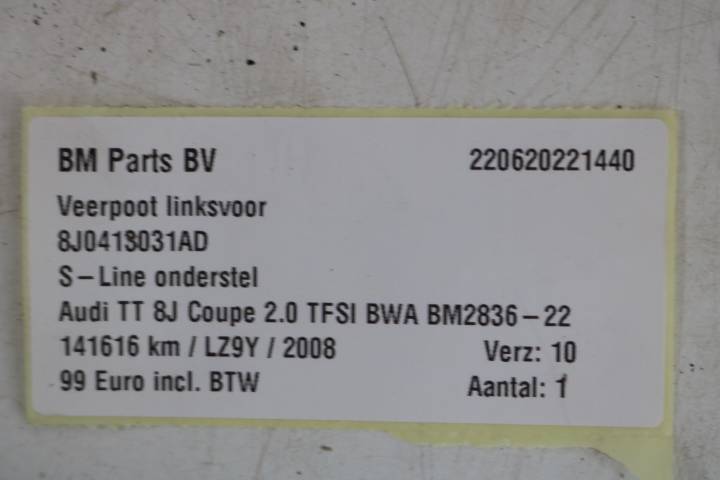 BM Parts BV 220620221440
Veerpoot linksvoor
8J0413031AD
S-Line onderstel
Audi TT 8J Coupe 2.0 TFSI BWA BM2836-22
141616 km / LZ9Y / 2008 Verz: 10
99 Euro incl. BTW Aantal: 1